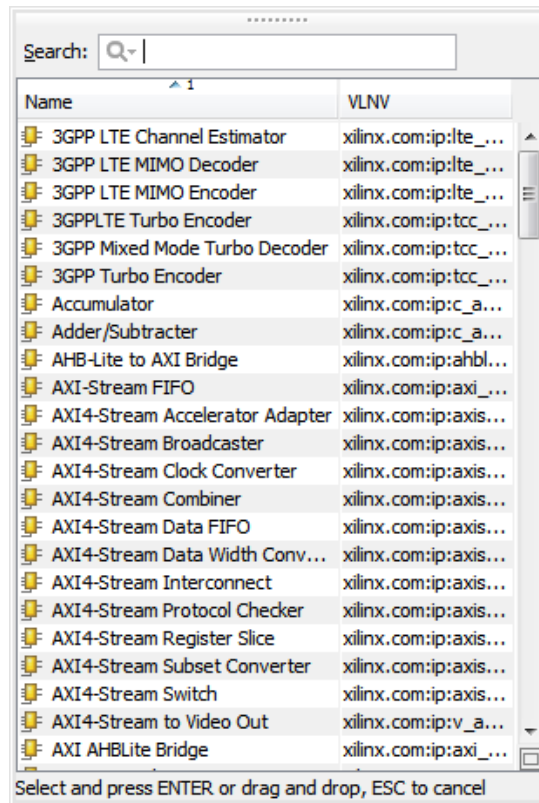 Search:
1
Name VLNV
3GPP LTE Channel Estimator xilinx.com:ip:lte_...
3GPP LTE MIMO Decoder xilinx.com:ip:lte_...
3GPP LTE MIMO Encoder xilinx.com:ip:lte_...
3GPPLTE Turbo Encoder xilinx.com:ip:tcc_...
3GPP Mixed Mode Turbo Decoder xilinx.com:ip:tcc_...
3GPP Turbo Encoder xilinx.com:ip:tcc_...
Accumulator xilinx.com:ip:c_a...
Adder/Subtracter xilinx.com:ip:c_a...
AHB-Lite to AXI Bridge xilinx.com:ip:ahbl...
AXI-Stream FIFO xilinx.com:ip:axi_...
AXI4-Stream Accelerator Adapter xilinx.com:ip:axis...
AXI4-Stream Broadcaster xilinx.com:ip:axis...
AXI4-Stream Clock Converter xilinx.com:ip:axis...
AXI4-Stream Combiner xilinx.com:ip:axis...
AXI4-Stream Data FIFO xilinx.com:ip:axis...
AXI4-Stream Data Width Conv... xilinx.com:ip:axis...
AXI4-Stream Interconnect xilinx.com:ip:axis...
AXI4-Stream Protocol Checker xilinx.com:ip:axis...
AXI4-Stream Register Slice xilinx.com:ip:axis...
AXI4-Stream Subset Converter xilinx.com:ip:axis...
AXI4-Stream Switch xilinx.com:ip:axis...
AXI4-Stream to Video Out xilinx.com:ip:v_a...
AXI AHBLite Bridge xilinx.com:ip:axi_...
Select and press ENTER or drag and drop, ESC to cancel